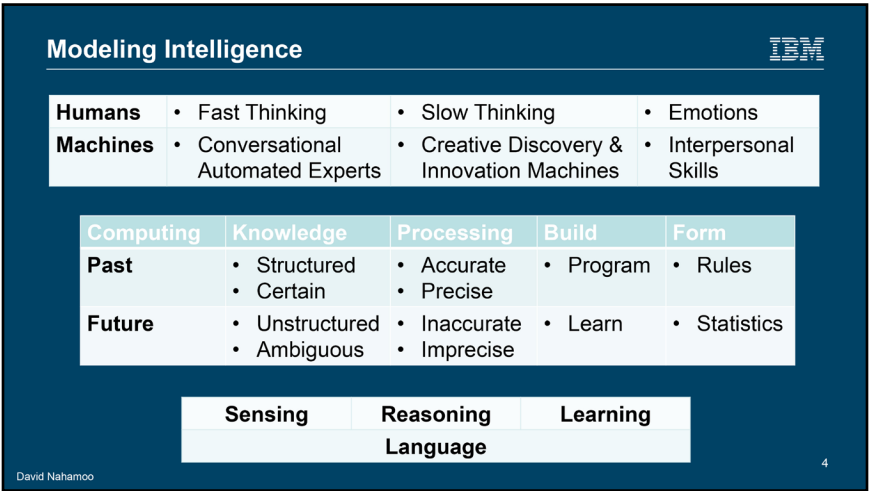 Modeling Intelligence
IBM
Humans • Fast Thinking • Slow Thinking • Emotions
Machines • Conversational • Creative Discovery & • Interpersonal
Automated Experts Innovation Machines Skills
Computing Knowledge Processing Build Form
Past • Structured • Accurate • Program • Rules
• Certain • Precise
Future • Unstructured • Inaccurate • Learn • Statistics
• Ambiguous • Imprecise
Sensing Reasoning Learning
Language
4
David Nahamoo